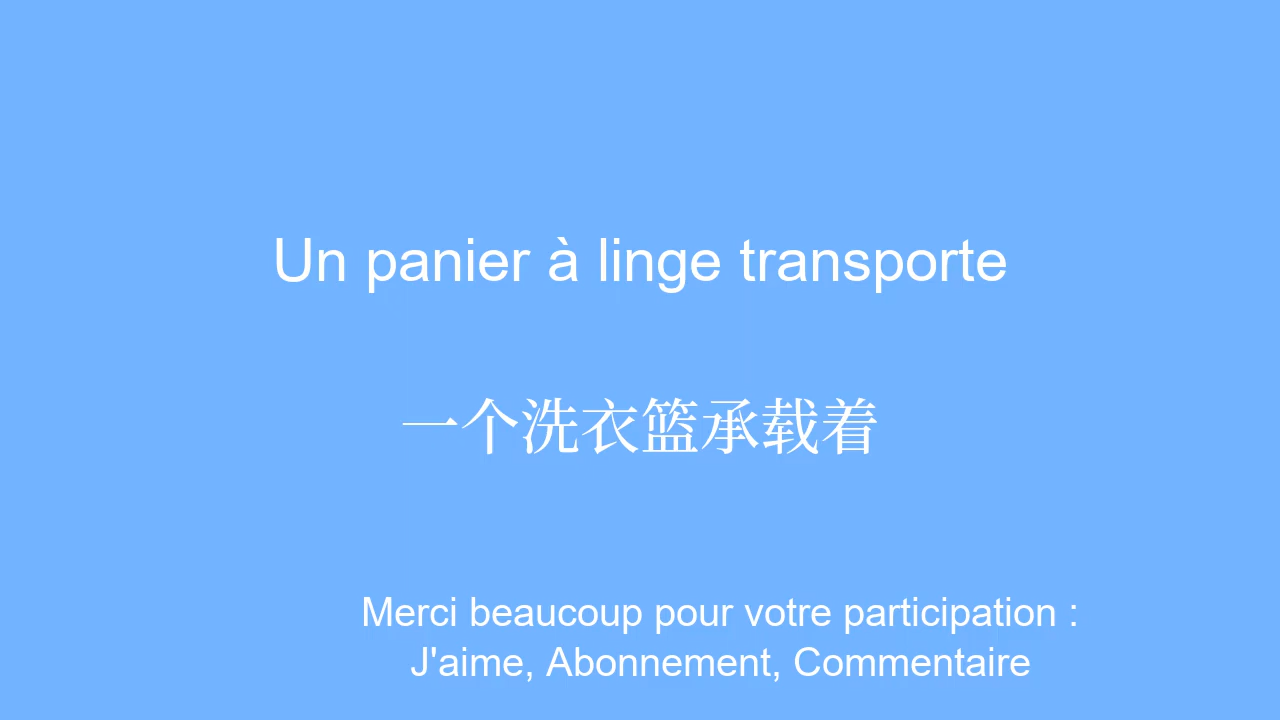 Un panier à linge transporte
一个洗衣篮承载着
Merci beaucoup pour votre participation :
J'aime, Abonnement, Commentaire